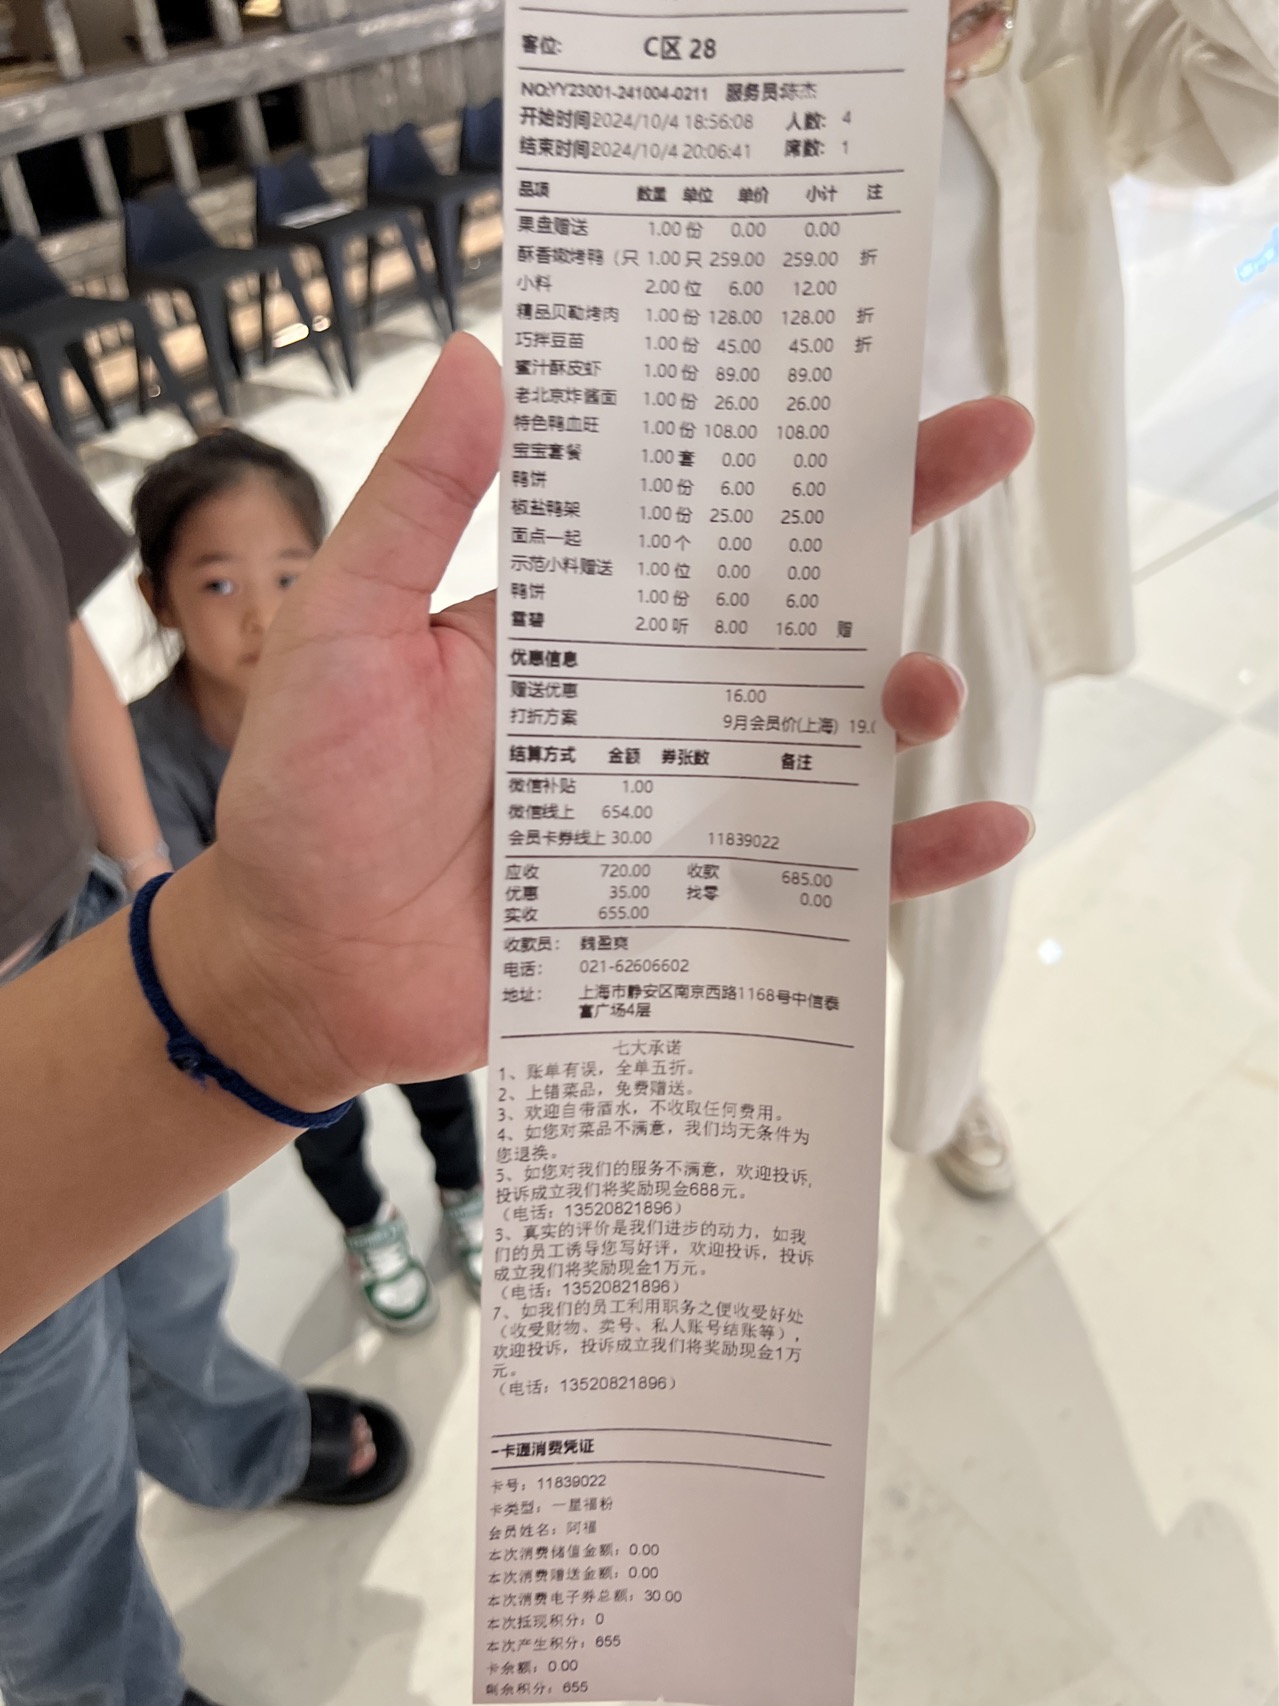 客位: C区 28
NO:YY23001-241004-0211 服务员:陈杰
开始时间2024/10/4 18:56:08 人数: 4
结束时间2024/10/4 20:06:41 席数: 1
品项 数量 单位 单价 小计 注
果盘赠送 1.00 份 0.00 0.00
酥香嫩烤鸭（只 1.00 只 259.00 259.00 折
小料 2.00 位 6.00 12.00
精品贝勒烤肉 1.00 份 128.00 128.00 折
巧拌豆苗 1.00 份 45.00 45.00 折
蜜汁酥皮虾 1.00 份 89.00 89.00
老北京炸酱面 1.00 份 26.00 26.00
特色鸭血旺 1.00 份 108.00 108.00
宝宝套餐 1.00 套 0.00 0.00
鸭饼 1.00 份 6.00 6.00
椒盐鸭架 1.00 份 25.00 25.00
面点一起 1.00 个 0.00 0.00
示范小料赠送 1.00 位 0.00 0.00
鸭饼 1.00 份 6.00 6.00
雪碧 2.00 听 8.00 16.00 赠
优惠信息
赠送优惠 16.00
打折方案 9月会员价(上海) 19.(
结算方式 金额 券张数 备注
微信补贴 1.00
微信线上 654.00
会员卡券线上 30.00 11839022
应收 720.00 收款 685.00
优惠 35.00 找零 0.00
实收 655.00
收款员: 魏盈爽
电话: 021-62606602
地址: 上海市静安区南京西路1168号中信泰
富广场4层
七大承诺
1、账单有误，全单五折。
2、上错菜品，免费赠送。
3、欢迎自带酒水，不收取任何费用。
4、如您对菜品不满意，我们均无条件为
您退换。
5、如您对我们的服务不满意，欢迎投诉，
投诉成立我们将奖励现金688元。
（电话：13520821896）
3、真实的评价是我们进步的动力，如我
们的员工诱导您写好评，欢迎投诉，投诉
成立我们将奖励现金1万元。
（电话：13520821896）
7、如我们的员工利用职务之便收受好处
（收受财物、卖号、私人账号结账等），
欢迎投诉，投诉成立我们将奖励现金1万
元。
（电话：13520821896）
一卡通消费凭证
卡号：11839022
卡类型：一星福粉
会员姓名：阿福
本次消费储值金额：0.00
本次消费赠送金额：0.00
本次消费电子券总额：30.00
本次抵现积分：0
本次产生积分：655
卡余额：0.00
剩余积分：655